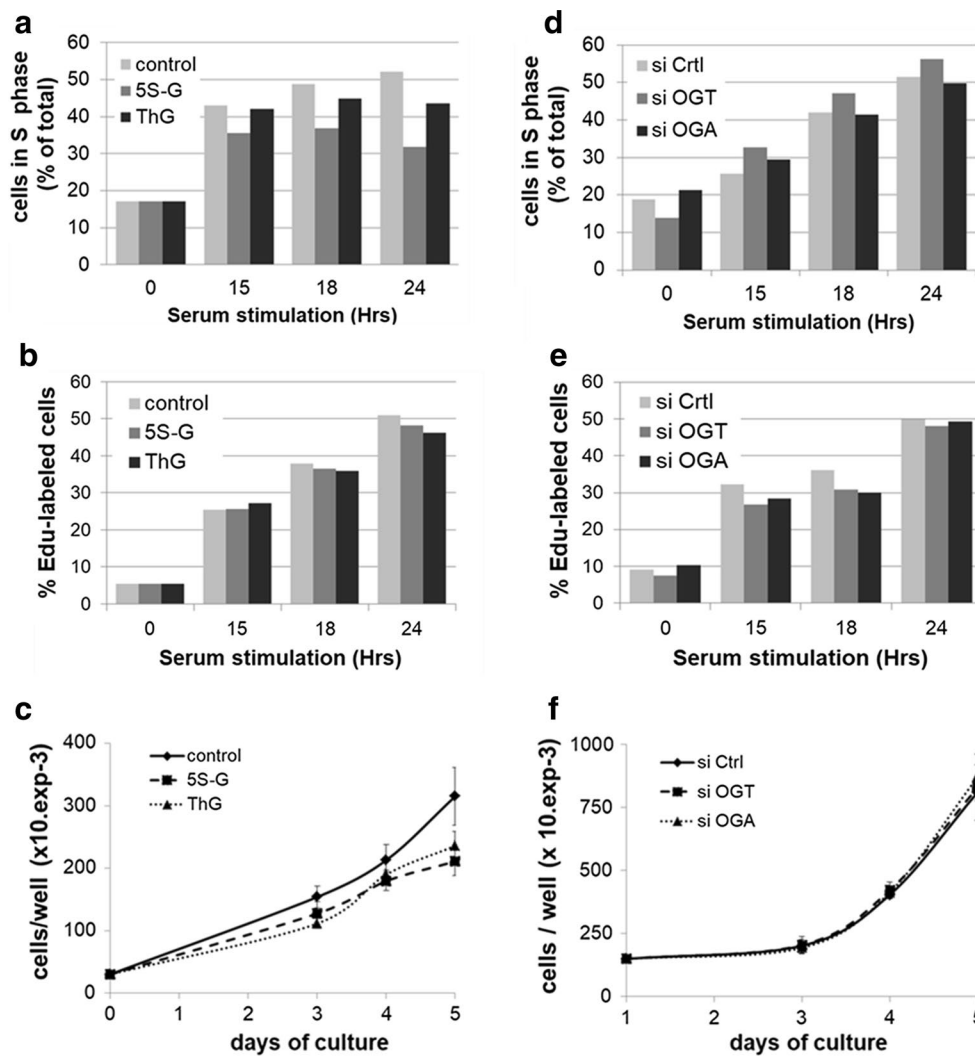 a
cells in S phase
(% of total)
60
50
40
30
20
10
0
control
5S-G
ThG
0 15 18 24
Serum stimulation (Hrs)
d
cells in S phase
(% of total)
60
50
40
30
20
10
0
si Crtl
si OGT
si OGA
0 15 18 24
Serum stimulation (Hrs)
b
% Edu-labeled cells
60
50
40
30
20
10
0
control
5S-G
ThG
0 15 18 24
Serum stimulation (Hrs)
e
% Edu-labeled cells
60
50
40
30
20
10
0
si Crtl
si OGT
si OGA
0 15 18 24
Serum stimulation (Hrs)
c
cells/well (x10.exp-3)
400
300
200
100
0
control
5S-G
ThG
0 1 2 3 4 5
days of culture
f
cells / well (x 10.exp-3)
1000
750
500
250
0
si Ctrl
si OGT
si OGA
1 2 3 4 5
days of culture